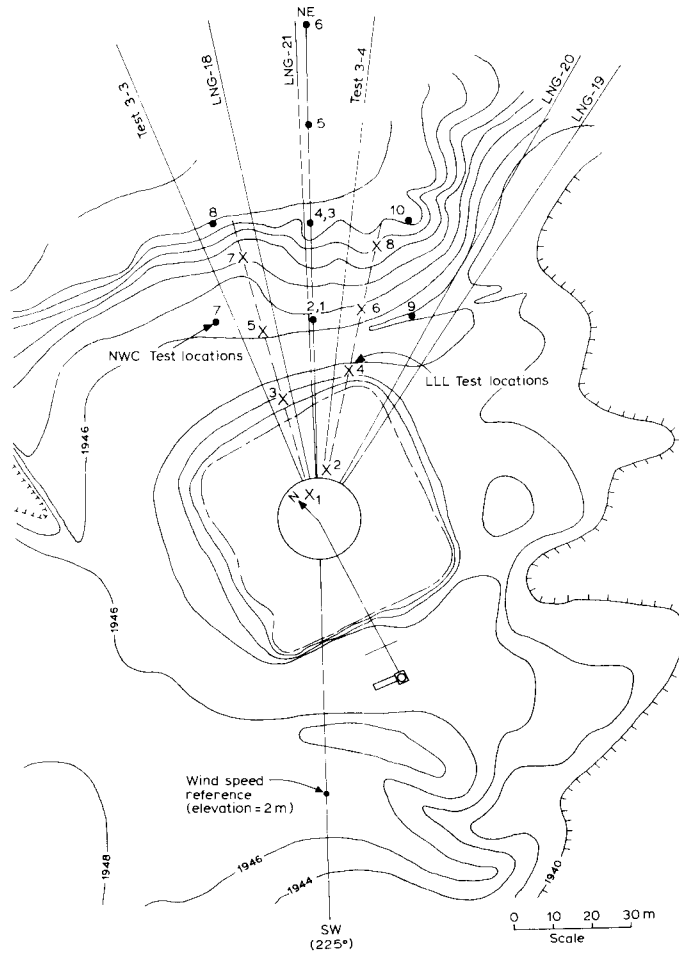 NE
6
LNG-21
LNG-18
Test 3-4
Test 3-3
LNG-20
LNG-19
5
8
4,3
10
8
7
7
2,1
6
9
5
NWC Test locations
4
LLL Test locations
3
2
1
N
1946
1946
Wind speed
reference
(elevation = 2 m)
1948
1946
1944
1940
SW
(225°)
0 10 20 30 m
Scale